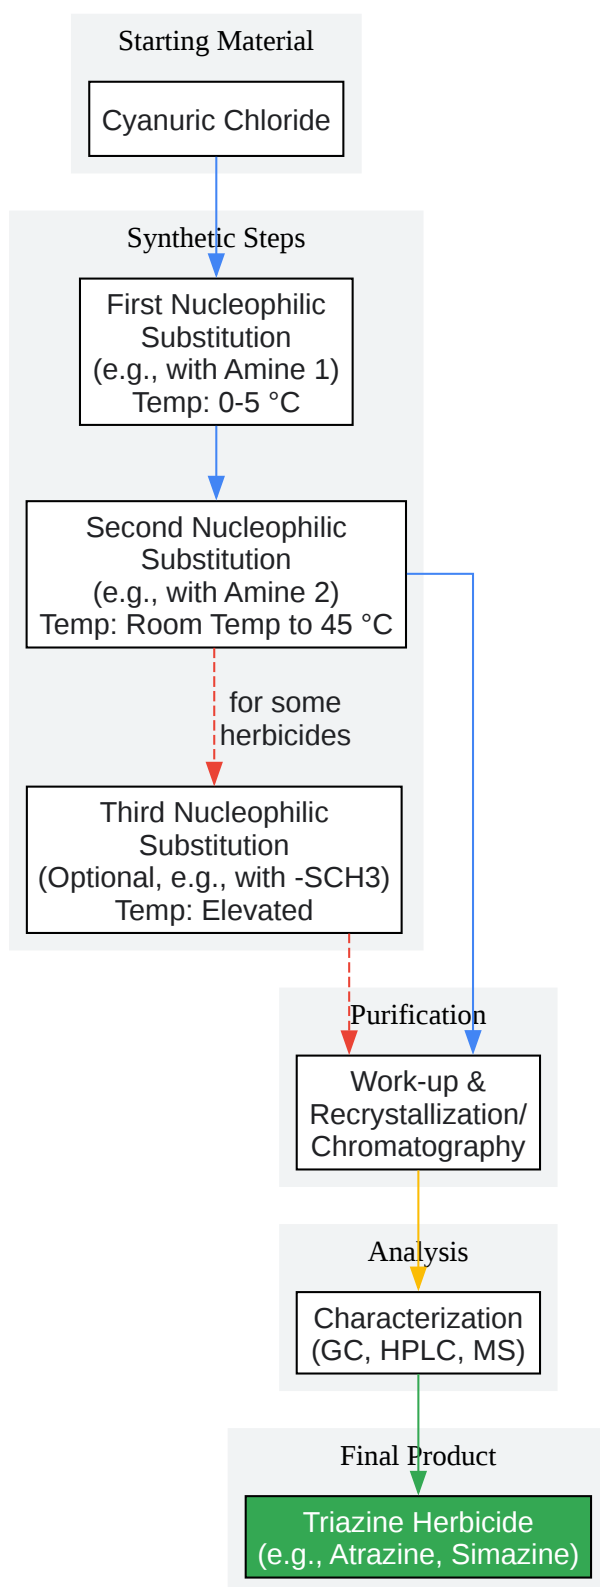 Starting Material
Cyanuric Chloride
Synthetic Steps
First Nucleophilic
Substitution
(e.g., with Amine 1)
Temp: 0-5 °C
Second Nucleophilic
Substitution
(e.g., with Amine 2)
Temp: Room Temp to 45 °C
for some
herbicides
Third Nucleophilic
Substitution
(Optional, e.g., with -SCH3)
Temp: Elevated
Purification
Work-up &
Recrystallization/
Chromatography
Analysis
Characterization
(GC, HPLC, MS)
Final Product
Triazine Herbicide
(e.g., Atrazine, Simazine)